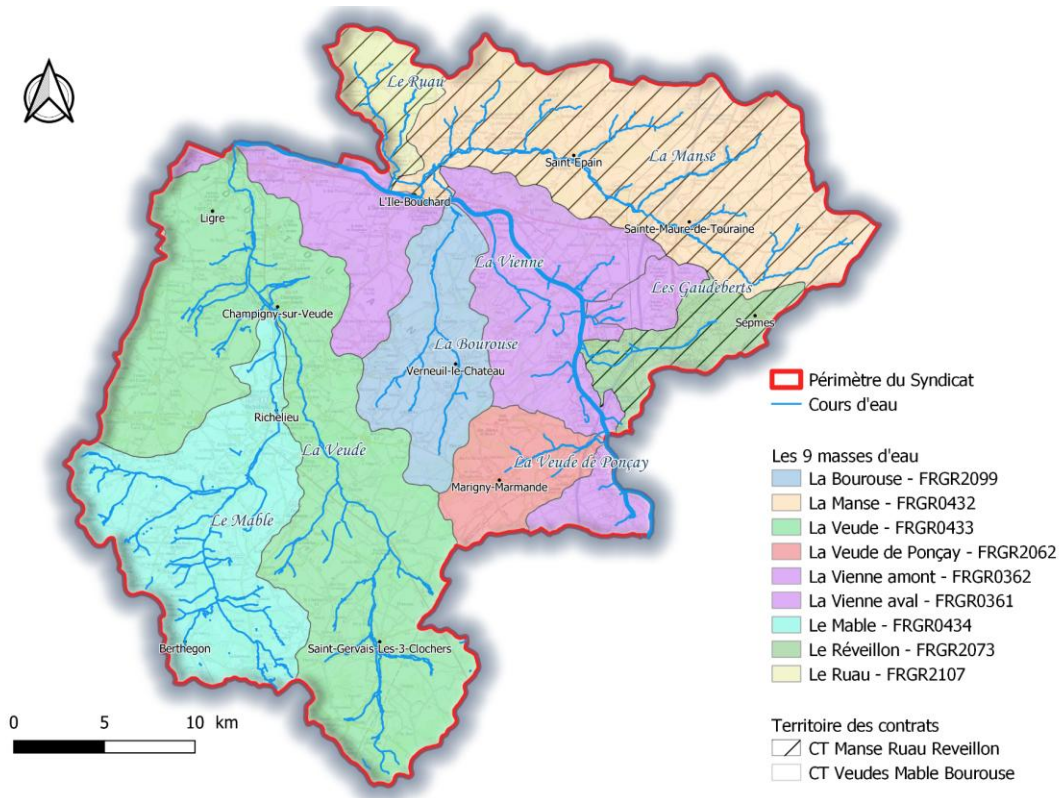 Le Ruau
La Manse
Saint-Epain
L'Ile-Bouchard
Ligre
Sainte-Maure-de-Touraine
La Vienne
Les Gaudeberts
Champigny-sur-Veude
Sepmes
La Bourouse
Verneuil-le-Chateau
Richelieu
La Veude
La Veude de Ponçay
Marigny-Marmande
Le Mable
Berthegon
Saint-Gervais-Les-3-Clochers
0 5 10 km
Périmètre du Syndicat
Cours d'eau
Les 9 masses d'eau
La Bourouse - FRGR2099
La Manse - FRGR0432
La Veude - FRGR0433
La Veude de Ponçay - FRGR2062
La Vienne amont - FRGR0362
La Vienne aval - FRGR0361
Le Mable - FRGR0434
Le Réveillon - FRGR2073
Le Ruau - FRGR2107
Territoire des contrats
CT Manse Ruau Reveillon
CT Veudes Mable Bourouse